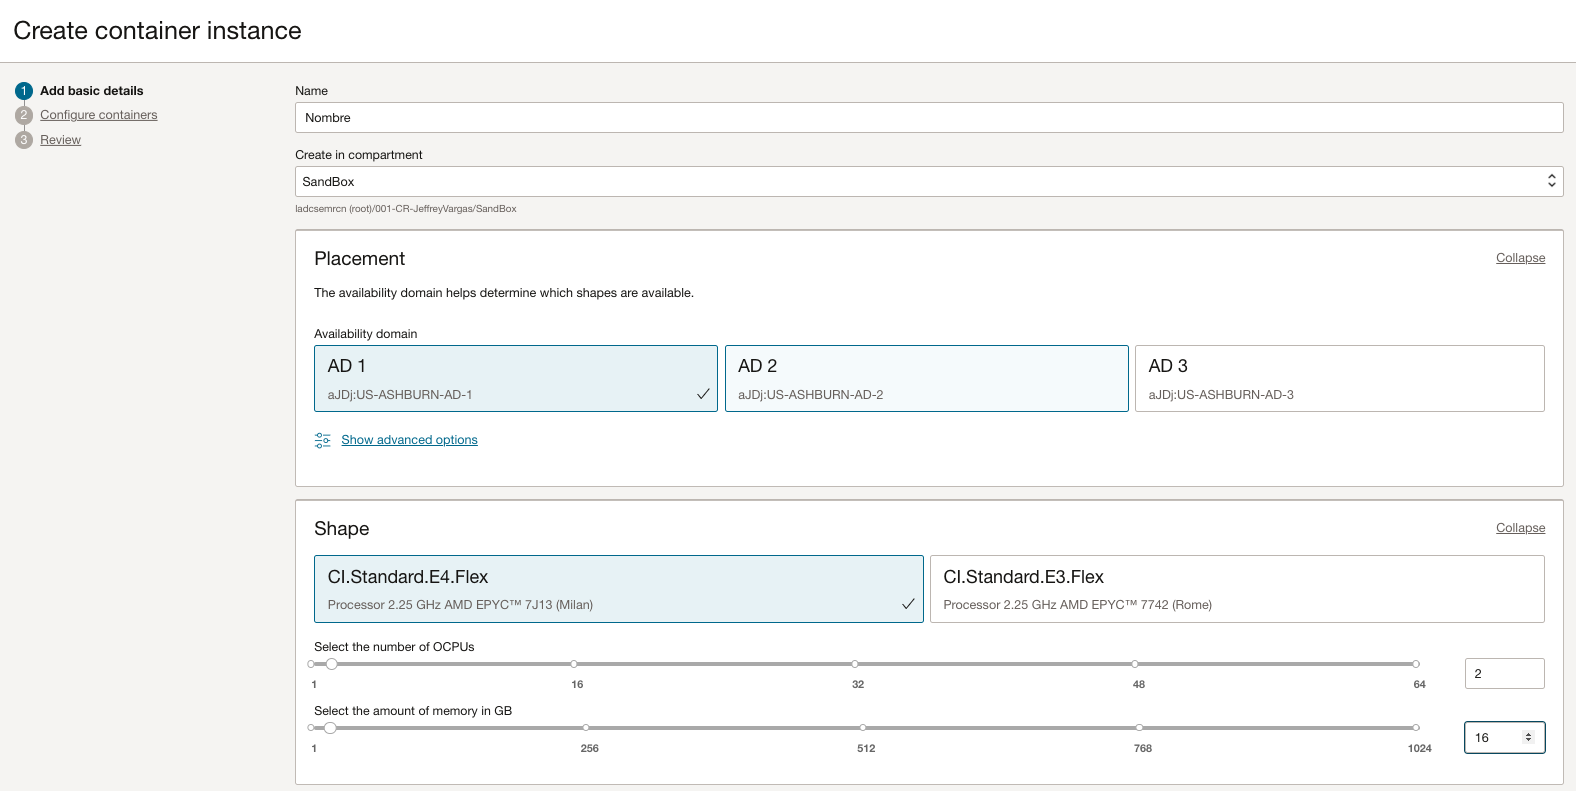 Create container instance
1 Add basic details
2 Configure containers
3 Review
Name
Nombre
Create in compartment
SandBox
ladcsemrcn (root)/001-CR-JeffreyVargas/SandBox
Placement
Collapse
The availability domain helps determine which shapes are available.
Availability domain
AD 1
aJDj:US-ASHBURN-AD-1
AD 2
aJDj:US-ASHBURN-AD-2
AD 3
aJDj:US-ASHBURN-AD-3
Show advanced options
Shape
Collapse
CI.Standard.E4.Flex
Processor 2.25 GHz AMD EPYC™ 7J13 (Milan)
CI.Standard.E3.Flex
Processor 2.25 GHz AMD EPYC™ 7742 (Rome)
Select the number of OCPUs
1 16 32 48 64
2
Select the amount of memory in GB
1 256 512 768 1024
16